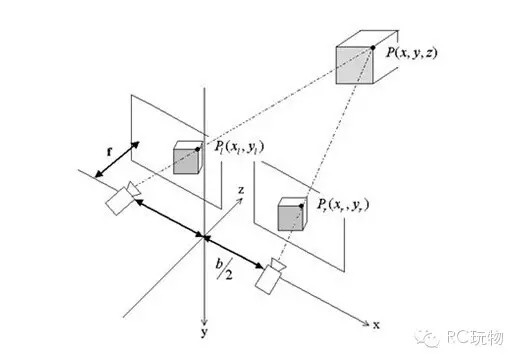 P(x, y, z)
P_l(x_l, y_l)
f
z
P_r(x_r, y_r)
b/2
x
y
RC玩物